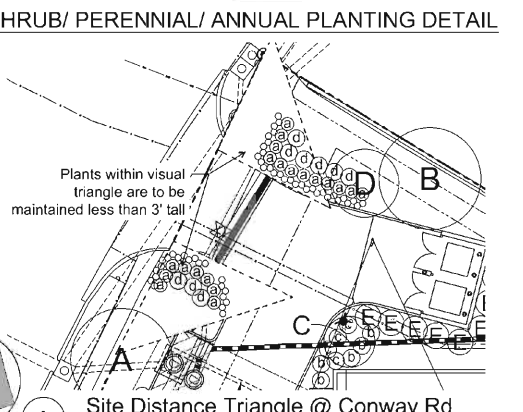 HRUB/ PERENNIAL/ ANNUAL PLANTING DETAIL
a
a d
a d
a d d d
a a a a d
D
B
Plants within visual
triangle are to be
maintained less than 3' tall
a a a
a d a a
d d d
C
E E E E E E
b b b
b
A
Site Distance Triangle @ Conway Rd